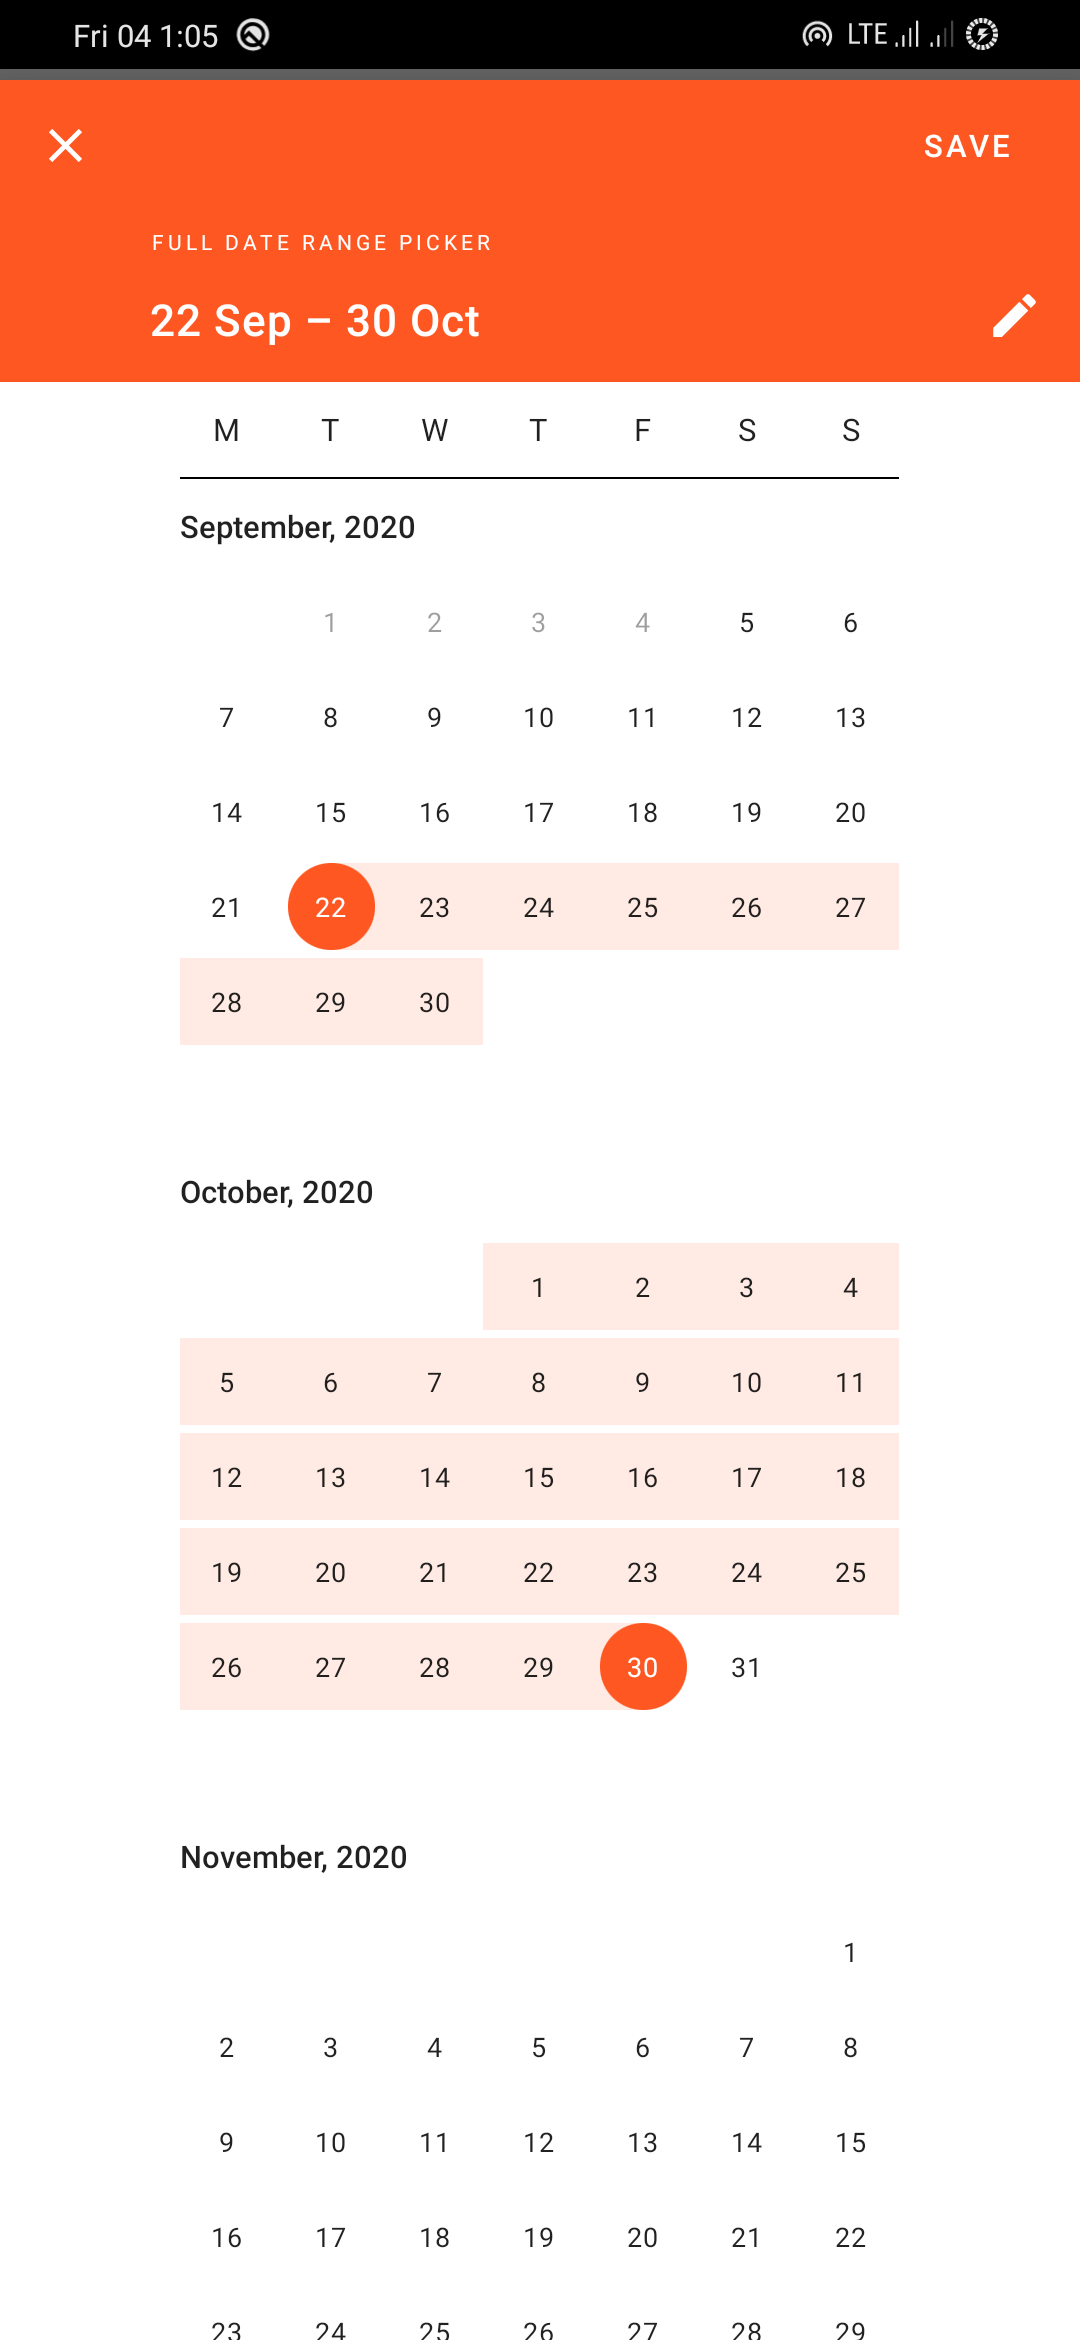 Fri 04 1:05 LTE
SAVE
FULL DATE RANGE PICKER
22 Sep – 30 Oct
M T W T F S S
September, 2020
1 2 3 4 5 6
7 8 9 10 11 12 13
14 15 16 17 18 19 20
21 22 23 24 25 26 27
28 29 30
October, 2020
1 2 3 4
5 6 7 8 9 10 11
12 13 14 15 16 17 18
19 20 21 22 23 24 25
26 27 28 29 30 31
November, 2020
1
2 3 4 5 6 7 8
9 10 11 12 13 14 15
16 17 18 19 20 21 22
23 24 25 26 27 28 29